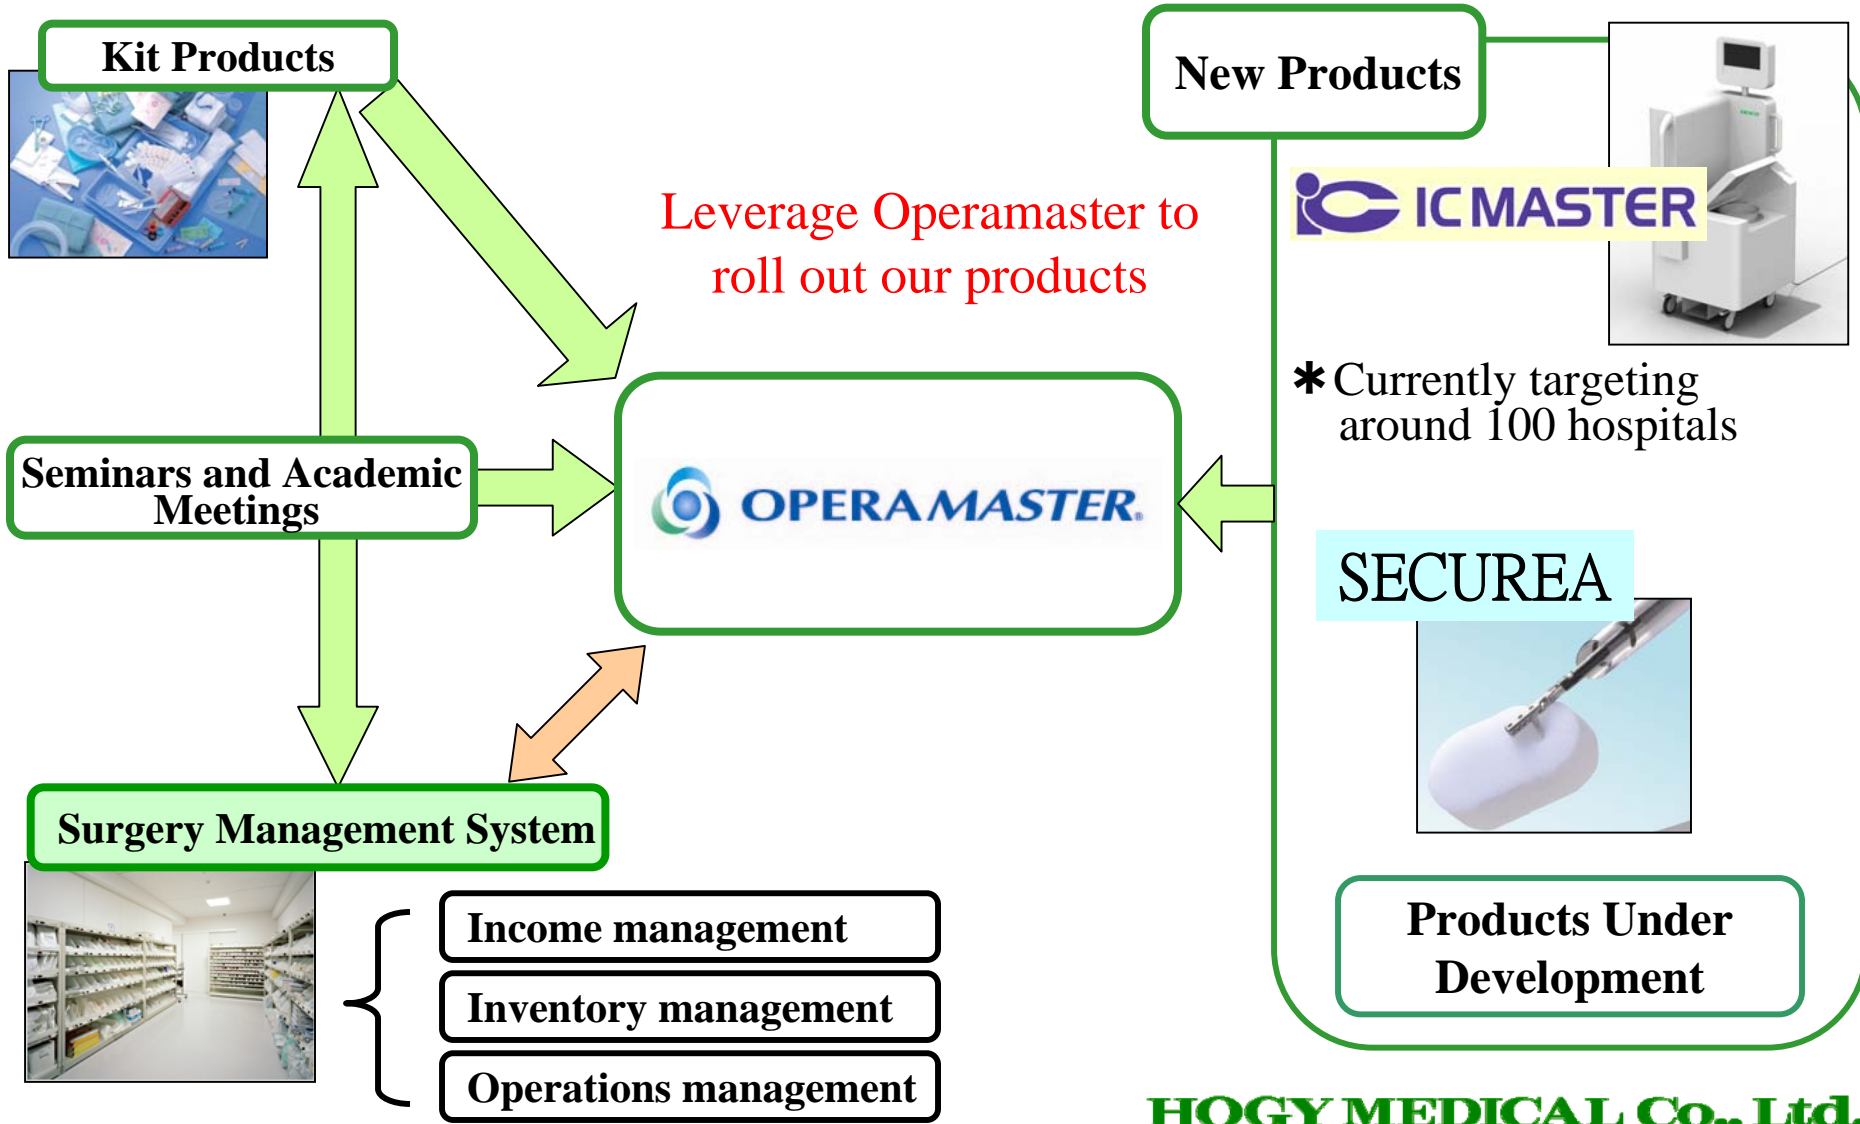 Kit Products
New Products
Leverage Operamaster to
roll out our products
IC MASTER
＊Currently targeting
around 100 hospitals
Seminars and Academic
Meetings
OPERAMASTER®
SECUREA
Surgery Management System
Income management
Inventory management
Operations management
Products Under
Development
HOGY MEDICAL Co., Ltd.